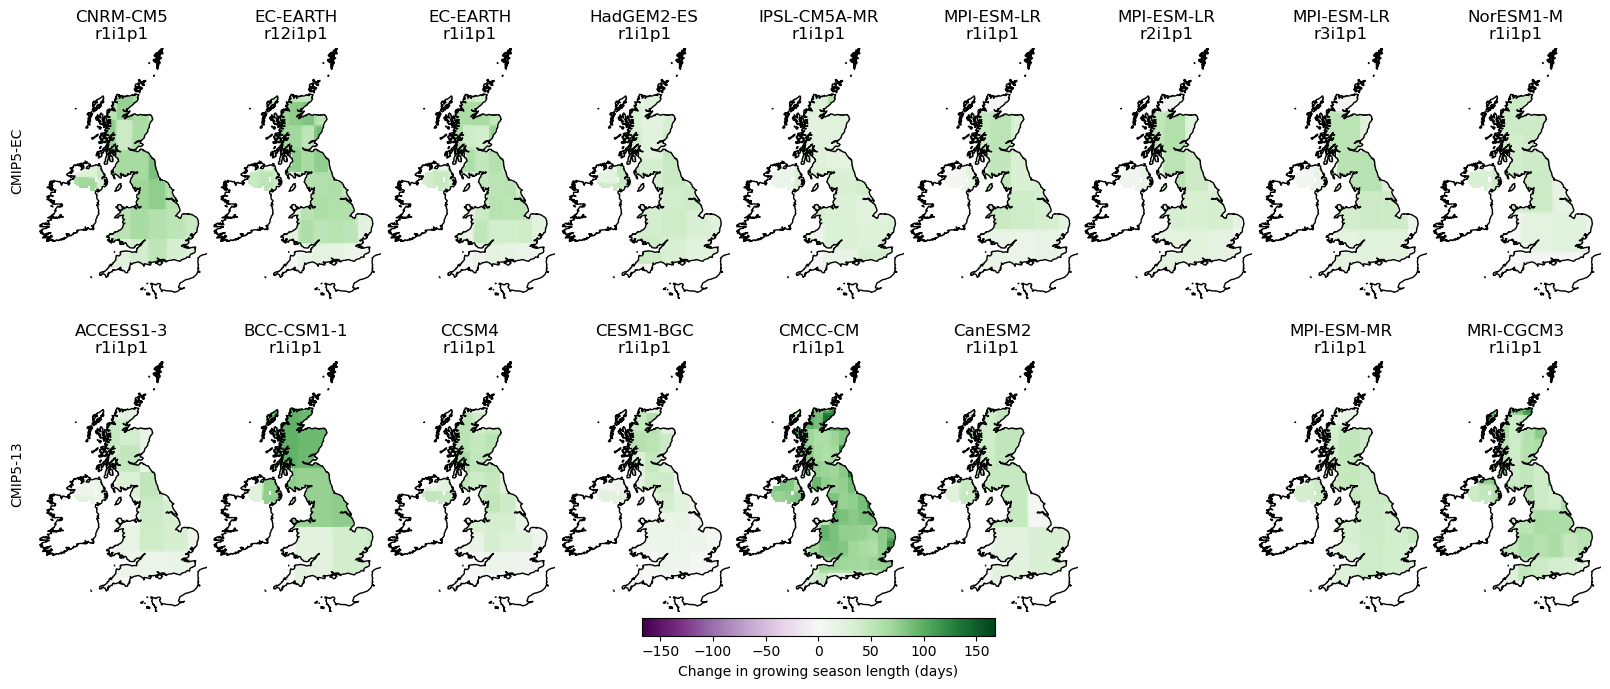 CNRM-CM5
r1i1p1
EC-EARTH
r12i1p1
EC-EARTH
r1i1p1
HadGEM2-ES
r1i1p1
IPSL-CM5A-MR
r1i1p1
MPI-ESM-LR
r1i1p1
MPI-ESM-LR
r2i1p1
MPI-ESM-LR
r3i1p1
NorESM1-M
r1i1p1
CMIP5-EC
ACCESS1-3
r1i1p1
BCC-CSM1-1
r1i1p1
CCSM4
r1i1p1
CESM1-BGC
r1i1p1
CMCC-CM
r1i1p1
CanESM2
r1i1p1
MPI-ESM-MR
r1i1p1
MRI-CGCM3
r1i1p1
CMIP5-13
−150 −100 −50 0 50 100 150
Change in growing season length (days)